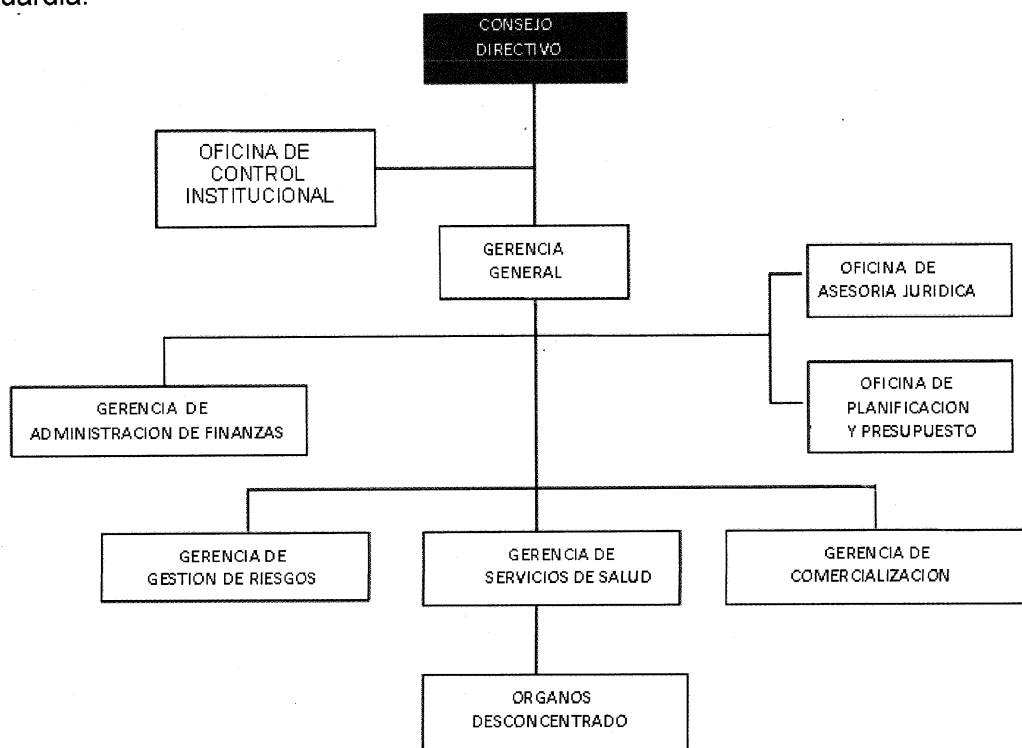 uardia.
CONSEJO
DIRECTIVO
OFICINA DE
CONTROL
INSTITUCIONAL
GERENCIA
GENERAL
OFICINA DE
ASESORIA JURIDICA
GERENCIA DE
ADMINISTRACION DE FINANZAS
OFICINA DE
PLANIFICACION
Y PRESUPUESTO
GERENCIA DE
GESTION DE RIESGOS
GERENCIA DE
SERVICIOS DE SALUD
GERENCIA DE
COMERCIALIZACION
ORGANOS
DESCONCENTRADO